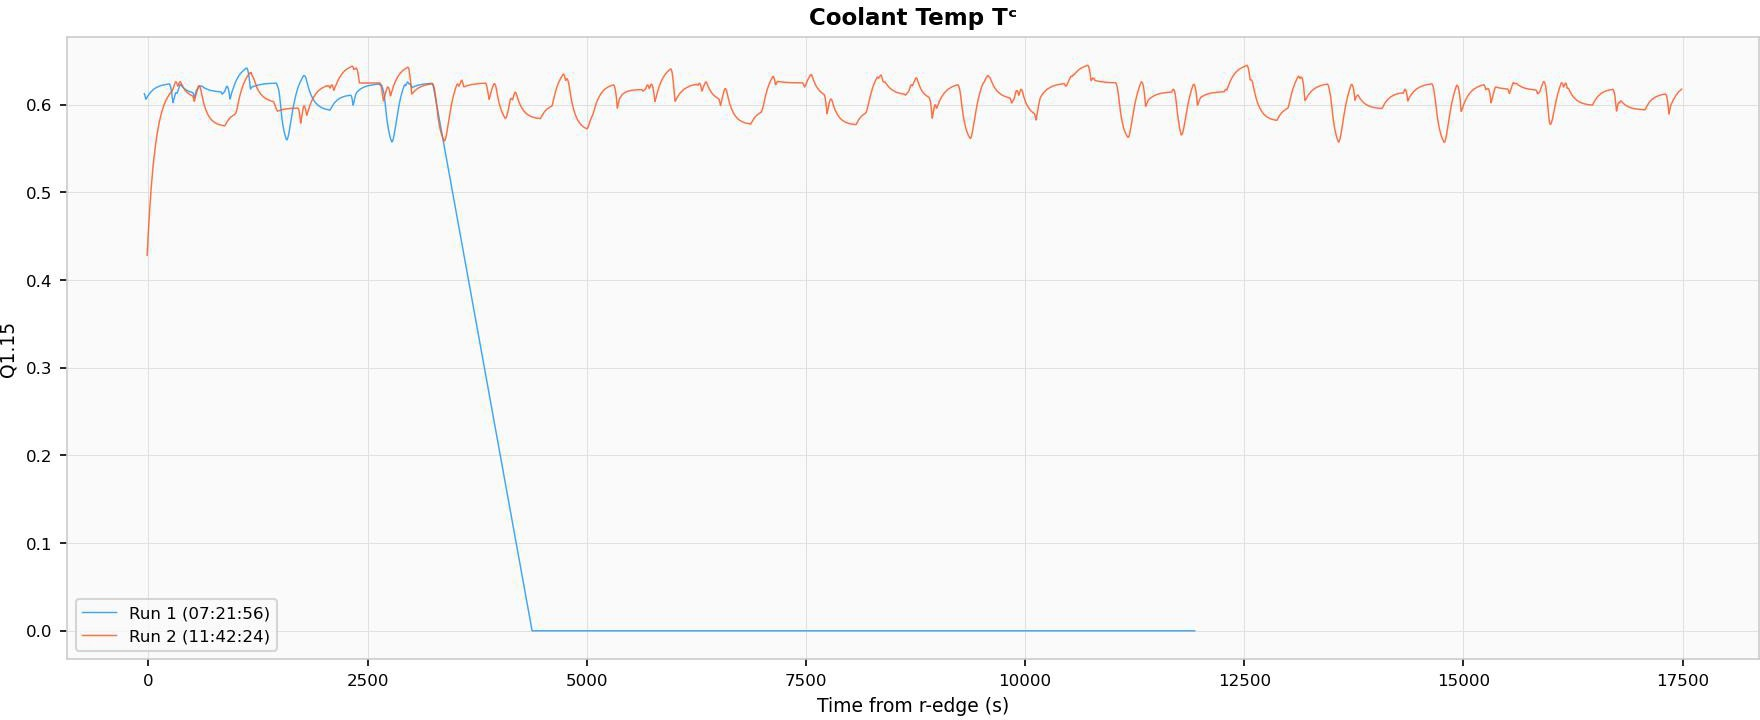 Coolant Temp Tᶜ
Q1.15
0.6
0.5
0.4
0.3
0.2
0.1
0.0
Run 1 (07:21:56)
Run 2 (11:42:24)
0 2500 5000 7500 10000 12500 15000 17500
Time from r-edge (s)